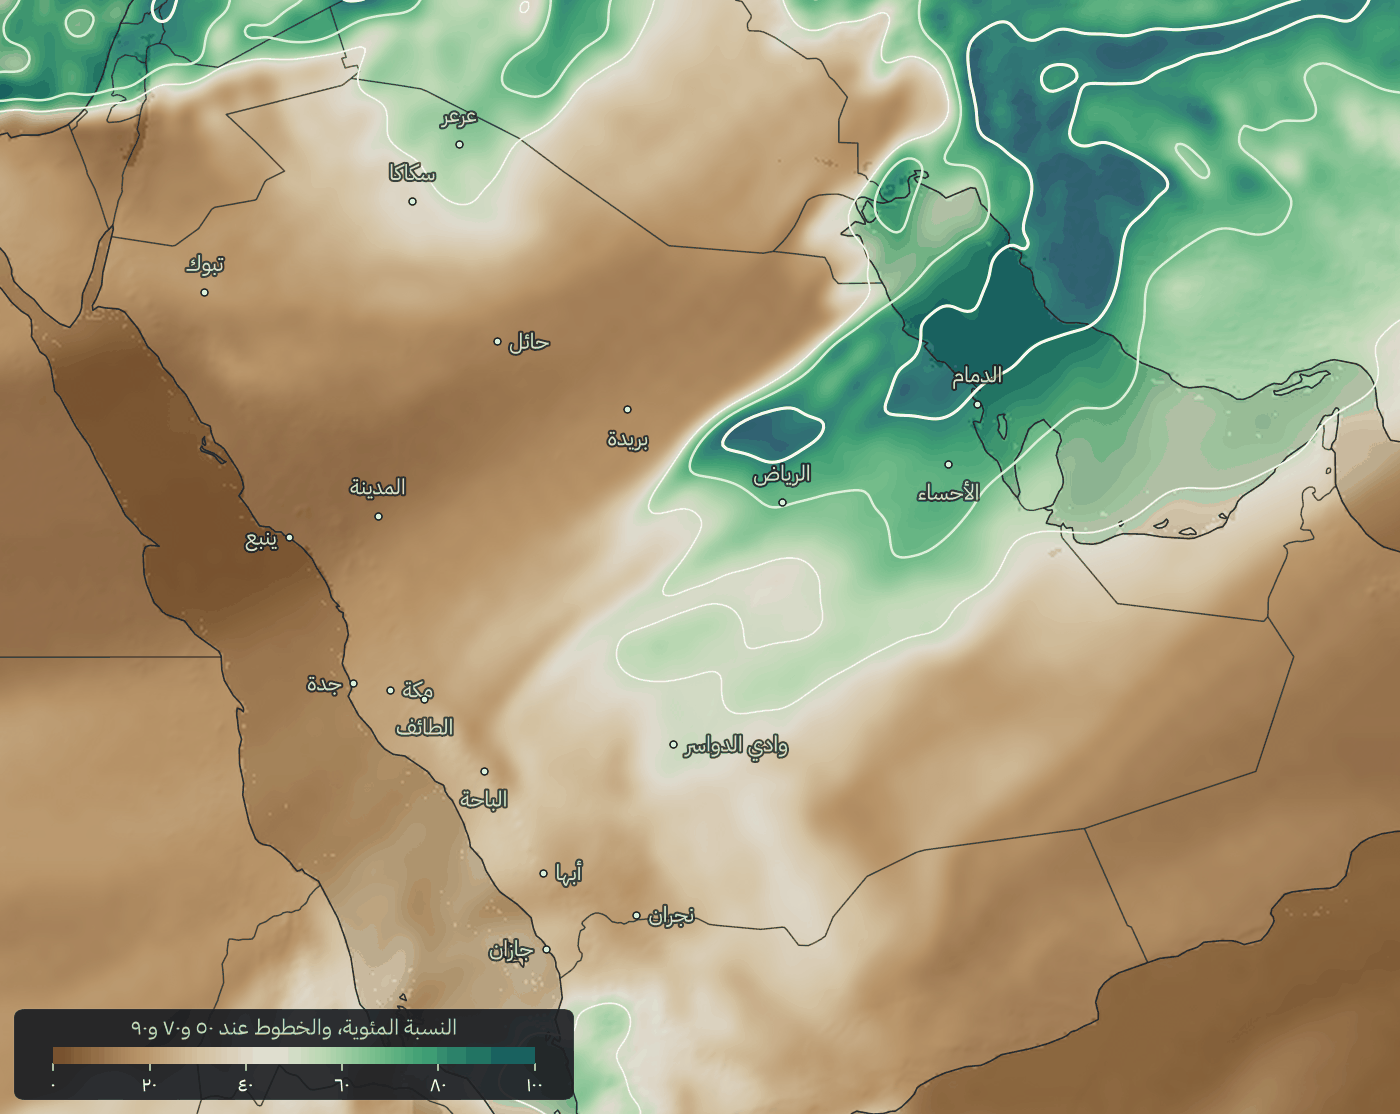 عرعر
سكاكا
تبوك
حائل
الدمام
بريدة
الرياض
المدينة
الأحساء
ينبع
جدة
مكة
الطائف
وادي الدواسر
الباحة
أبها
نجران
جازان
النسبة المئوية، والخطوط عند ٥٠ و٧٠ و٩٠
٠ ٢٠ ٤٠ ٦٠ ٨٠ ١٠٠